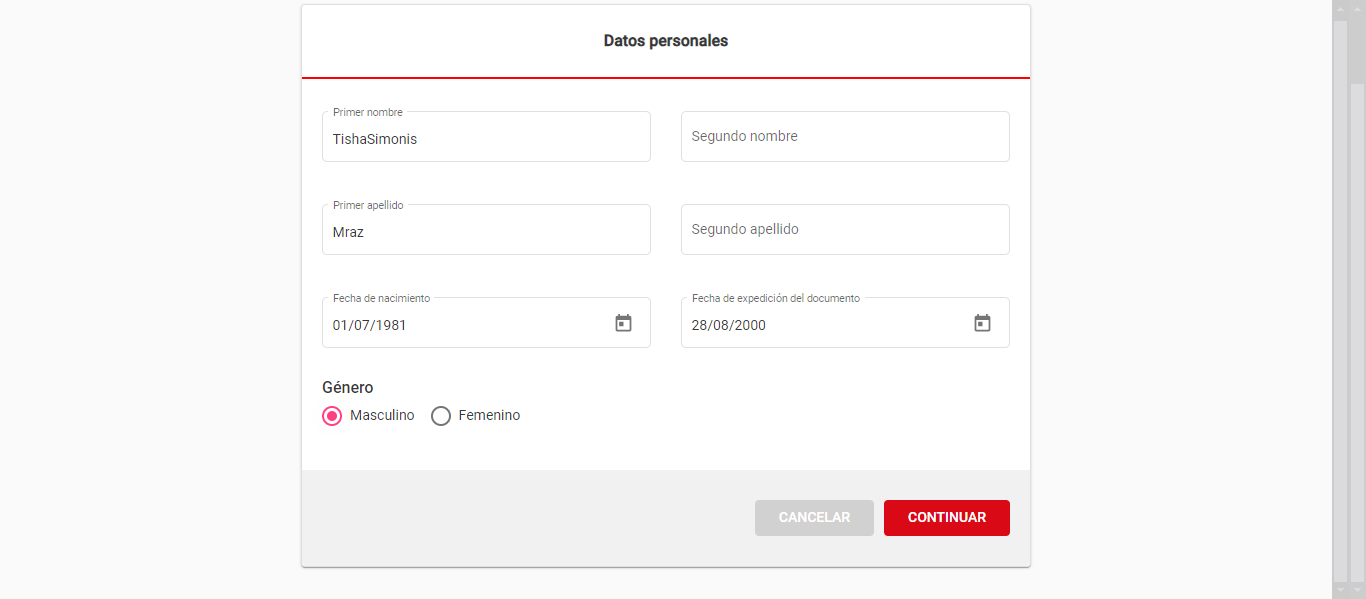 Datos personales
Primer nombre
TishaSimonis
Segundo nombre
Primer apellido
Mraz
Segundo apellido
Fecha de nacimiento
01/07/1981
Fecha de expedición del documento
28/08/2000
Género
Masculino Femenino
CANCELAR CONTINUAR